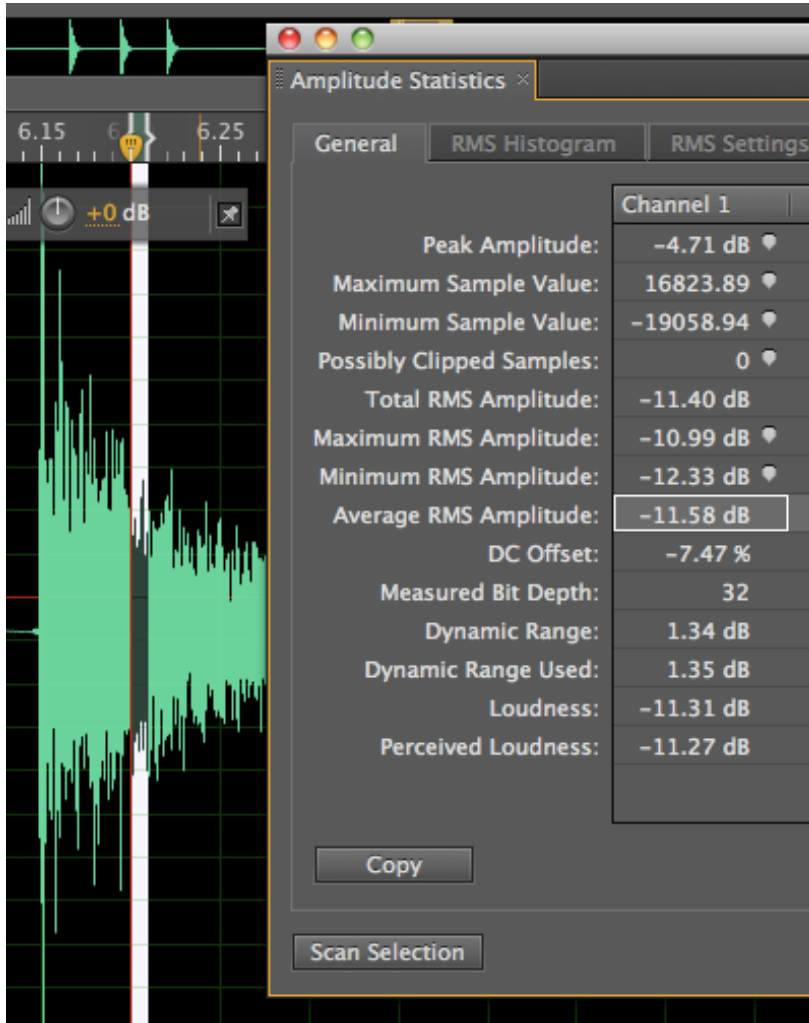 Amplitude Statistics ×
6.15
6.25
General
RMS Histogram
RMS Settings
+0 dB
Channel 1
Peak Amplitude: -4.71 dB
Maximum Sample Value: 16823.89
Minimum Sample Value: -19058.94
Possibly Clipped Samples: 0
Total RMS Amplitude: -11.40 dB
Maximum RMS Amplitude: -10.99 dB
Minimum RMS Amplitude: -12.33 dB
Average RMS Amplitude: -11.58 dB
DC Offset: -7.47 %
Measured Bit Depth: 32
Dynamic Range: 1.34 dB
Dynamic Range Used: 1.35 dB
Loudness: -11.31 dB
Perceived Loudness: -11.27 dB
Copy
Scan Selection